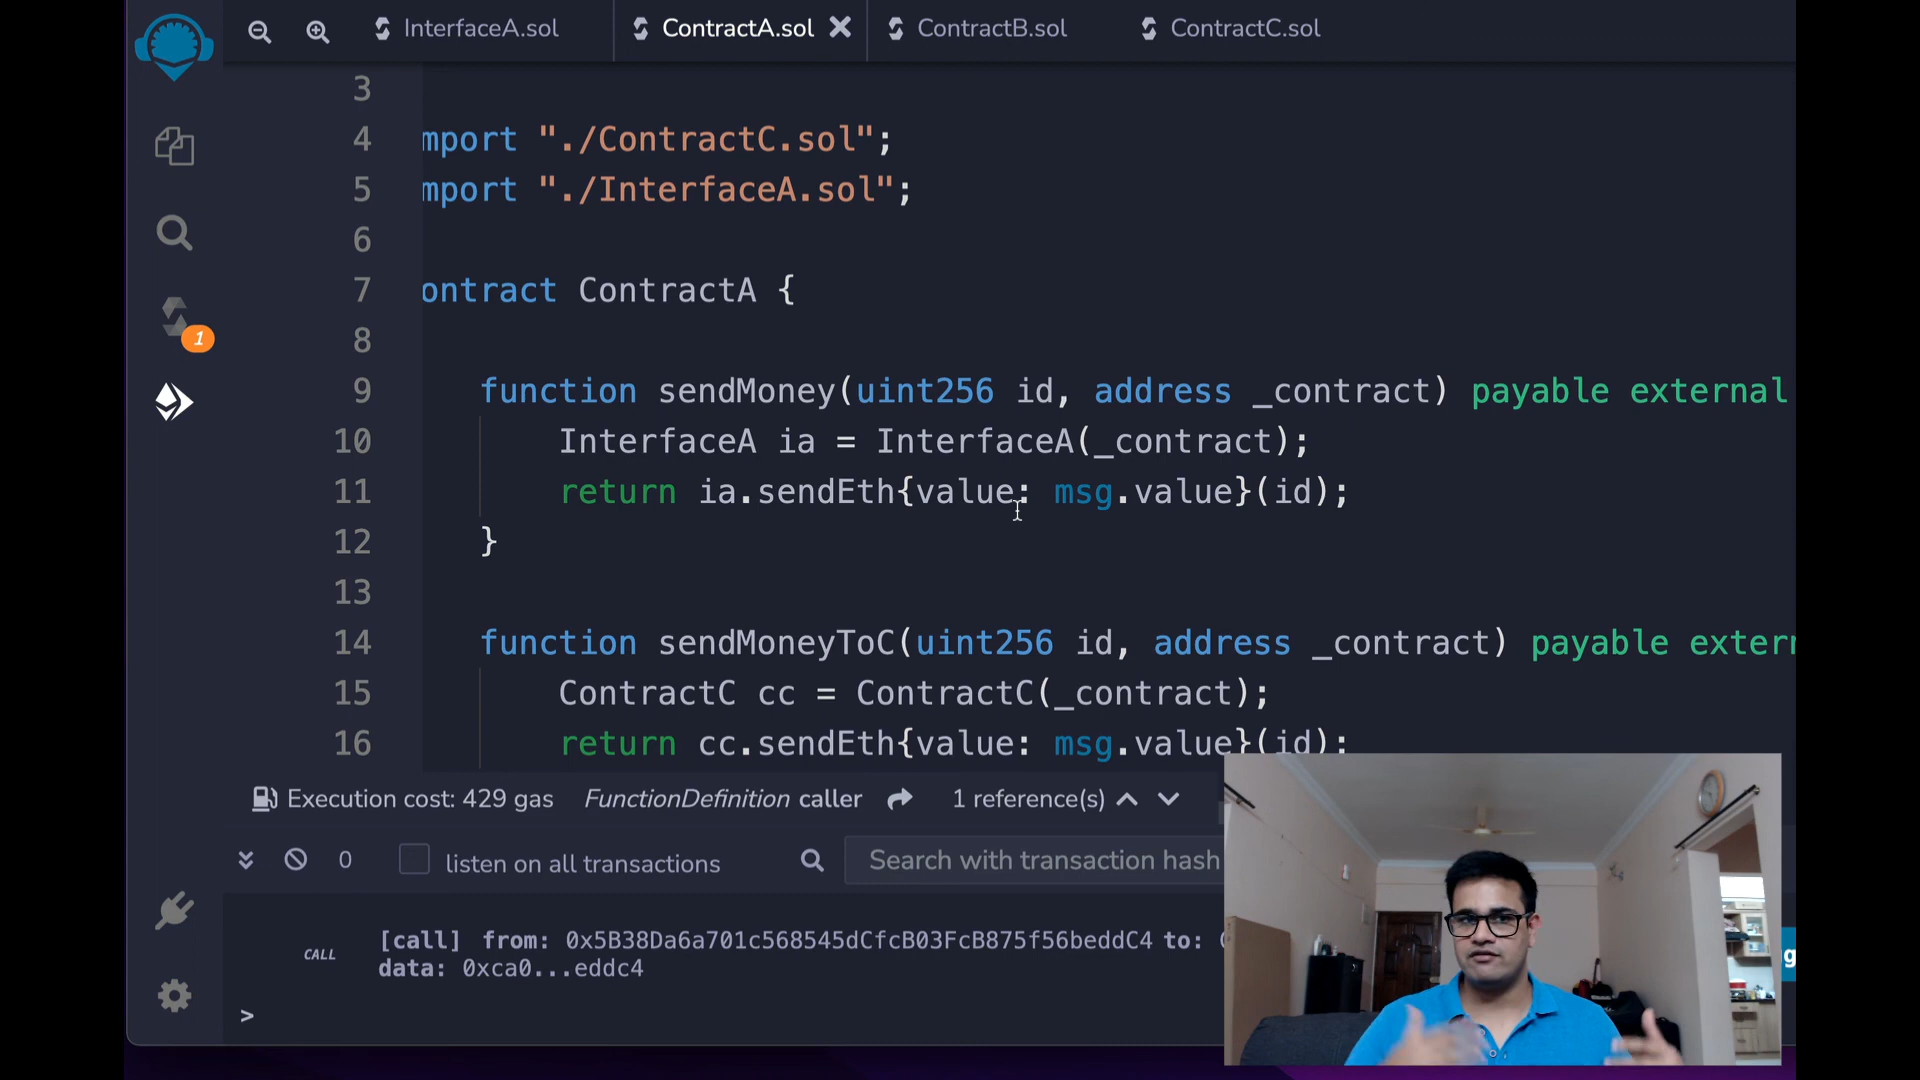 InterfaceA.sol ContractA.sol ContractB.sol ContractC.sol
3
4 mport "./ContractC.sol";
5 mport "./InterfaceA.sol";
6
7 ontract ContractA {
8
9 function sendMoney(uint256 id, address _contract) payable external
10 InterfaceA ia = InterfaceA(_contract);
11 return ia.sendEth{value: msg.value}(id);
12 }
13
14 function sendMoneyToC(uint256 id, address _contract) payable extern
15 ContractC cc = ContractC(_contract);
16 return cc.sendEth{value: msg.value}(id);
1
Execution cost: 429 gas FunctionDefinition caller 1 reference(s)
0 listen on all transactions Search with transaction hash
CALL [call] from: 0x5B38Da6a701c568545dCfcB03FcB875f56beddC4 to:
data: 0xca0...eddc4
>